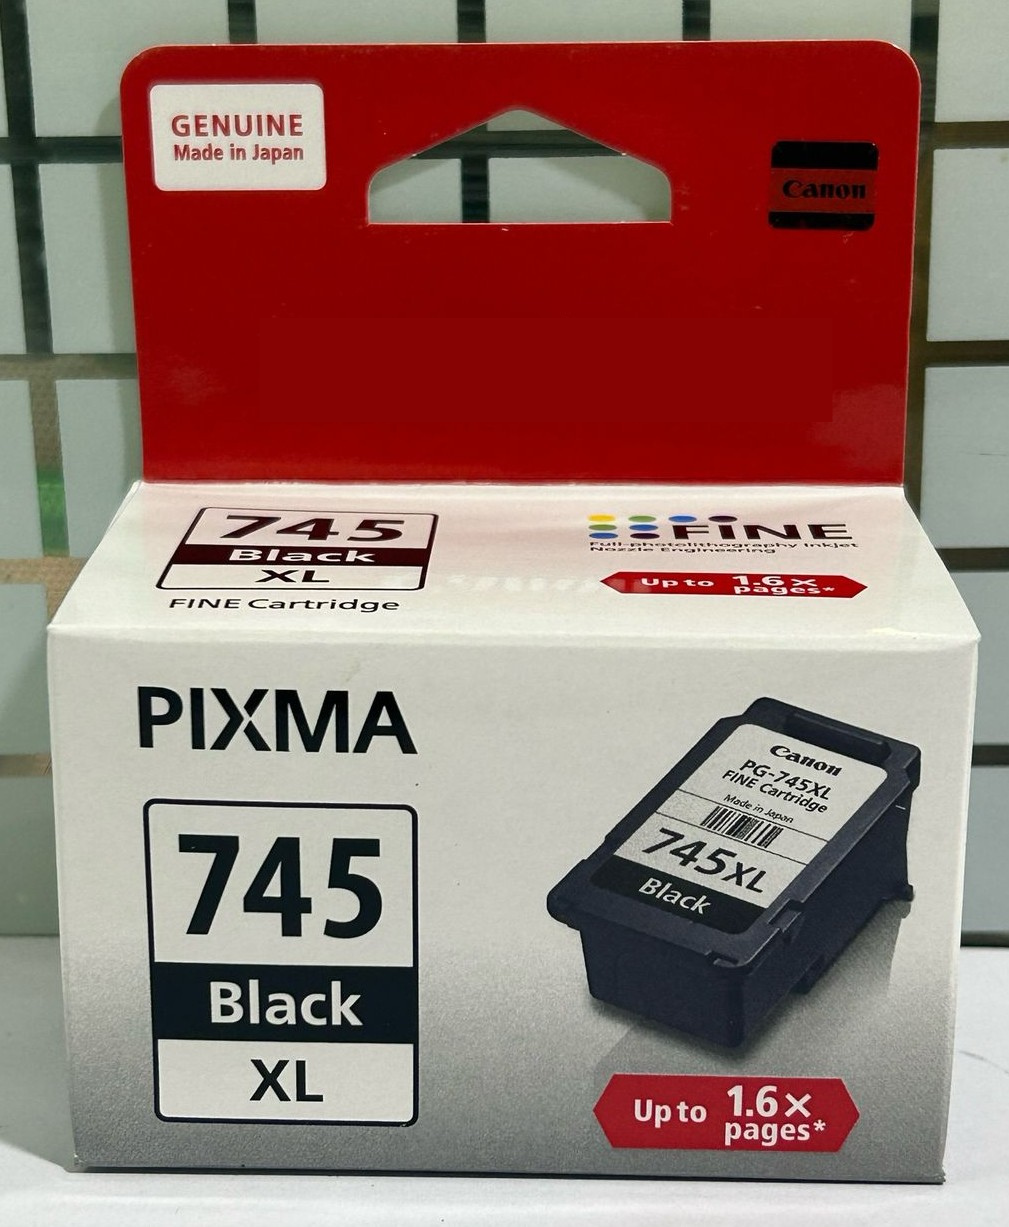 GENUINE
Made in Japan
Canon
745
Black
XL
FINE Cartridge
FINE
Full-photolithography Inkjet
Nozzle Engineering
Up to 1.6x
pages*
PIXMA
745
Black
XL
Canon
PG-745XL
FINE Cartridge
Made in Japan
745XL
Black
Up to 1.6x
pages*